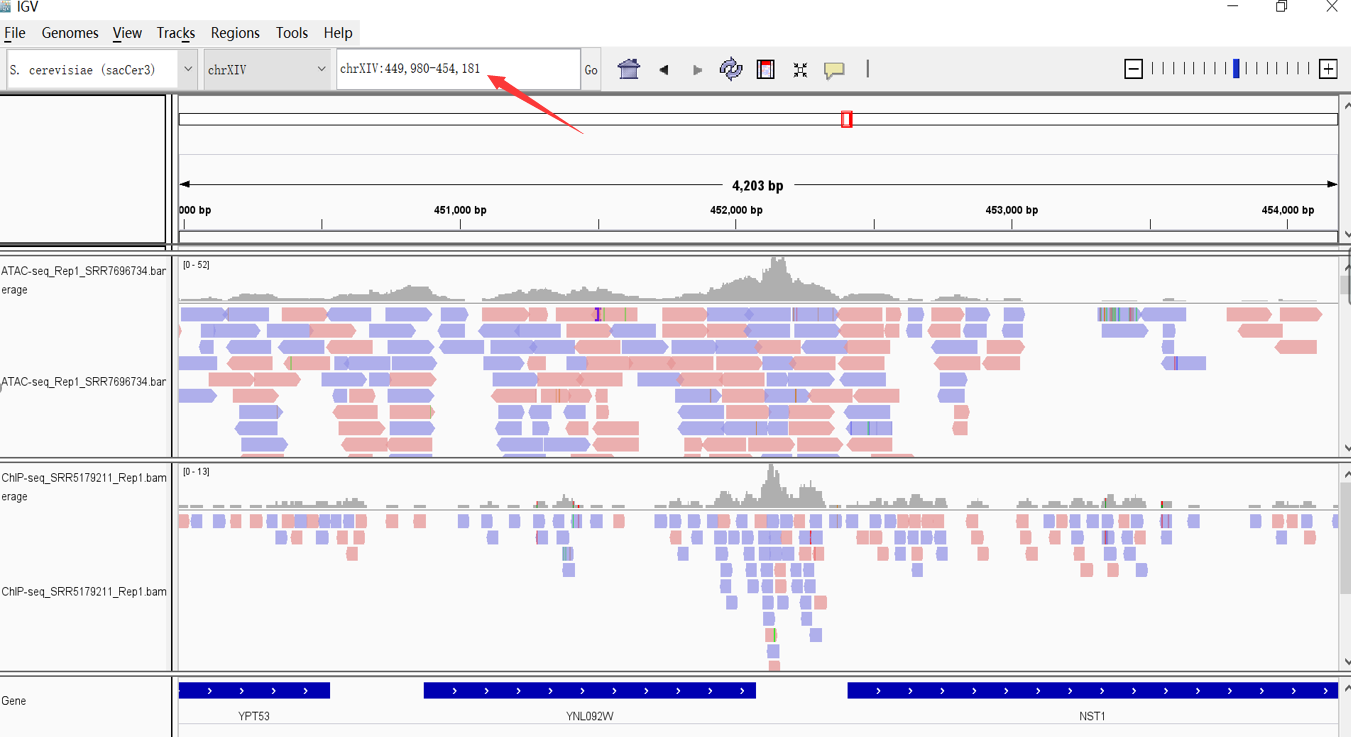 IGV
File Genomes View Tracks Regions Tools Help
S. cerevisiae (sacCer3) chrXIV chrXIV:449,980-454,181 Go
4,203 bp
000 bp 451,000 bp 452,000 bp 453,000 bp 454,000 bp
[0 - 52]
ATAC-seq_Rep1_SRR7696734.bar
erage
ATAC-seq_Rep1_SRR7696734.bar
[0 - 13]
ChIP-seq_SRR5179211_Rep1.bam
erage
ChIP-seq_SRR5179211_Rep1.bam
Gene
YPT53 YNL092W NST1